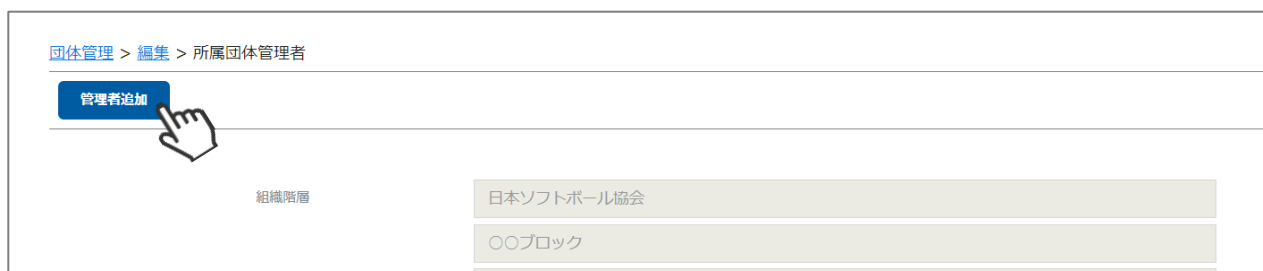 団体管理 > 編集 > 所属団体管理者
管理者追加
組織階層 日本ソフトボール協会
○○ブロック